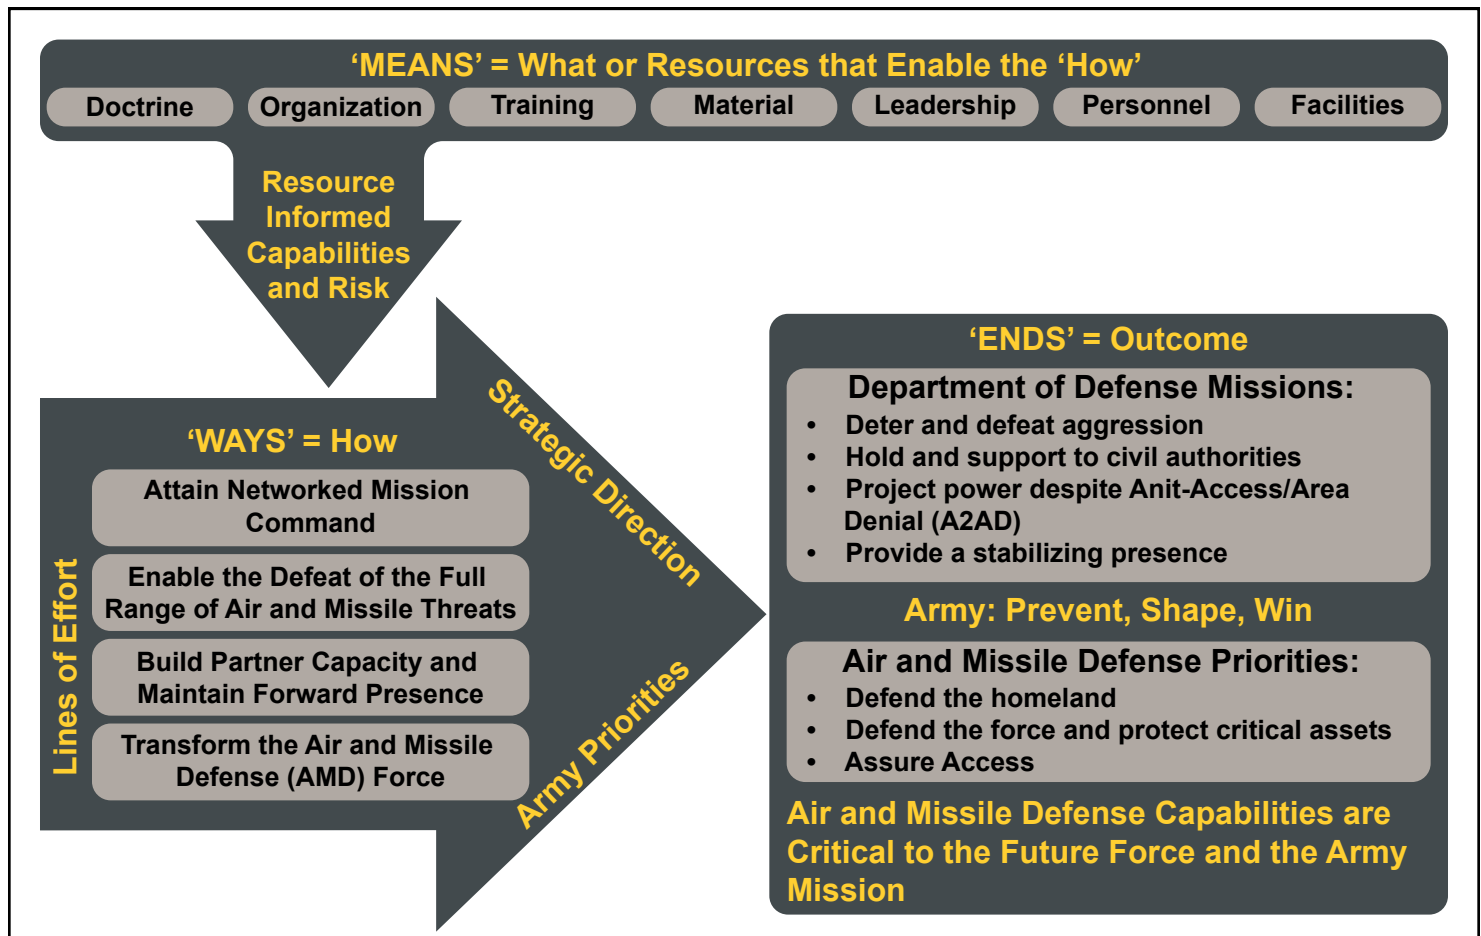 ‘MEANS’ = What or Resources that Enable the ‘How’
Doctrine
Organization
Training
Material
Leadership
Personnel
Facilities
Resource
Informed
Capabilities
and Risk
Lines of Effort
‘WAYS’ = How
Attain Networked Mission
Command
Enable the Defeat of the Full
Range of Air and Missile Threats
Build Partner Capacity and
Maintain Forward Presence
Transform the Air and Missile
Defense (AMD) Force
Strategic Direction
Army Priorities
‘ENDS’ = Outcome
Department of Defense Missions:
• Deter and defeat aggression
• Hold and support to civil authorities
• Project power despite Anit-Access/Area
Denial (A2AD)
• Provide a stabilizing presence
Army: Prevent, Shape, Win
Air and Missile Defense Priorities:
• Defend the homeland
• Defend the force and protect critical assets
• Assure Access
Air and Missile Defense Capabilities are
Critical to the Future Force and the Army
Mission